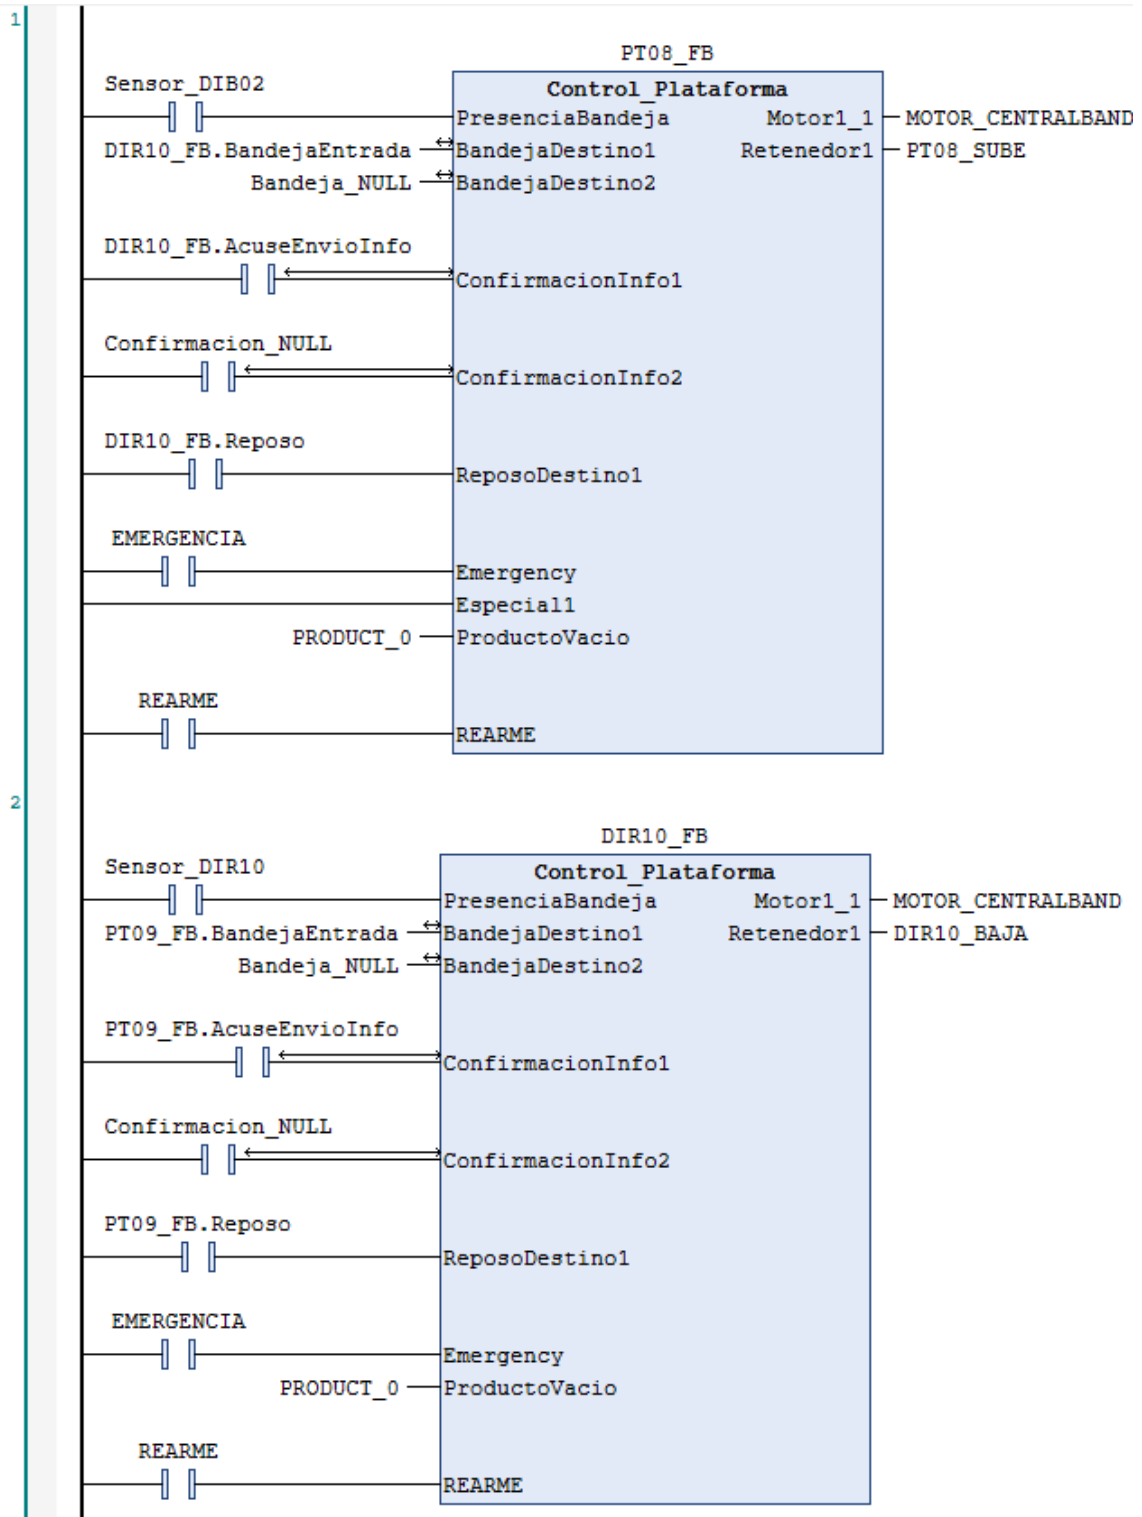 1
PT08_FB
Sensor_DIB02
Control_Plataforma
PresenciaBandeja Motor1_1 MOTOR_CENTRALBAND
DIR10_FB.BandejaEntrada BandejaDestino1 Retenedor1 PT08_SUBE
Bandeja_NULL BandejaDestino2
DIR10_FB.AcuseEnvioInfo
ConfirmacionInfo1
Confirmacion_NULL
ConfirmacionInfo2
DIR10_FB.Reposo
ReposoDestino1
EMERGENCIA
Emergency
Especial1
PRODUCT_0 ProductoVacio
REARME
REARME
2
DIR10_FB
Sensor_DIR10
Control_Plataforma
PresenciaBandeja Motor1_1 MOTOR_CENTRALBAND
PT09_FB.BandejaEntrada BandejaDestino1 Retenedor1 DIR10_BAJA
Bandeja_NULL BandejaDestino2
PT09_FB.AcuseEnvioInfo
ConfirmacionInfo1
Confirmacion_NULL
ConfirmacionInfo2
PT09_FB.Reposo
ReposoDestino1
EMERGENCIA
Emergency
PRODUCT_0 ProductoVacio
REARME
REARME